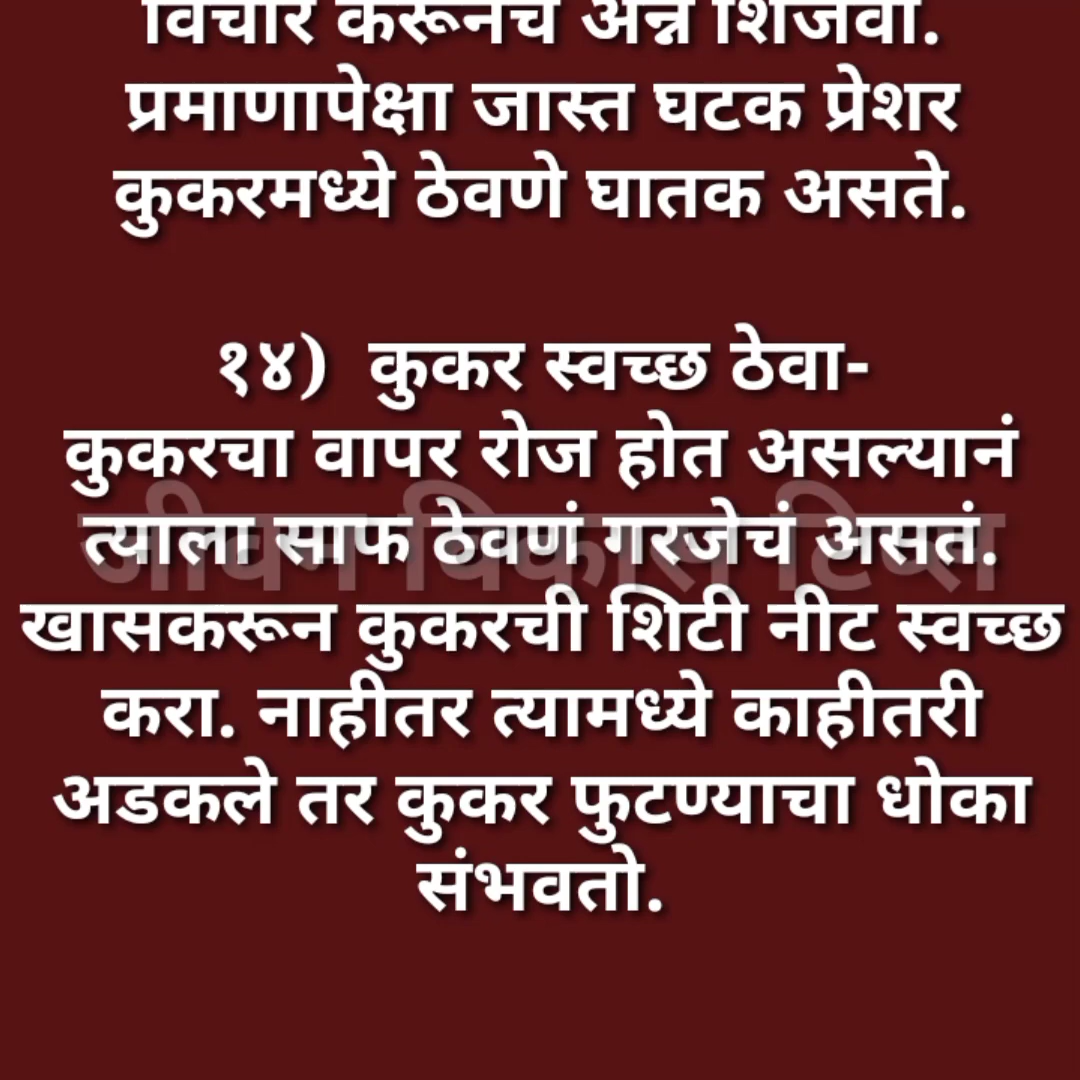 विचार करूनच अन्न शिजवा.
प्रमाणापेक्षा जास्त घटक प्रेशर
कुकरमध्ये ठेवणे घातक असते.
१४) कुकर स्वच्छ ठेवा-
कुकरचा वापर रोज होत असल्यानं
त्याला साफ ठेवणं गरजेचं असतं.
जीवन विकास टिप्स
खासकरून कुकरची शिटी नीट स्वच्छ
करा. नाहीतर त्यामध्ये काहीतरी
अडकले तर कुकर फुटण्याचा धोका
संभवतो.